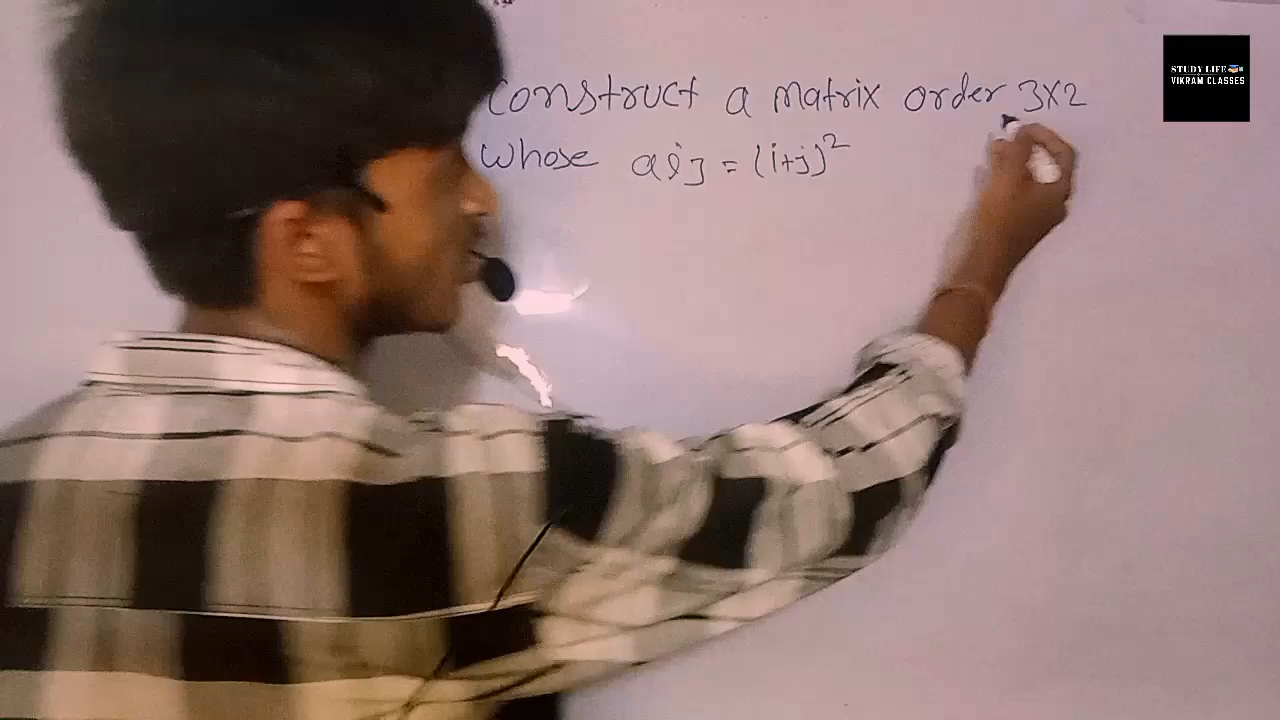 construct a matrix order 3x2
whose aij = (i+j)²
STUDY LIFE
VIKRAM CLASSES